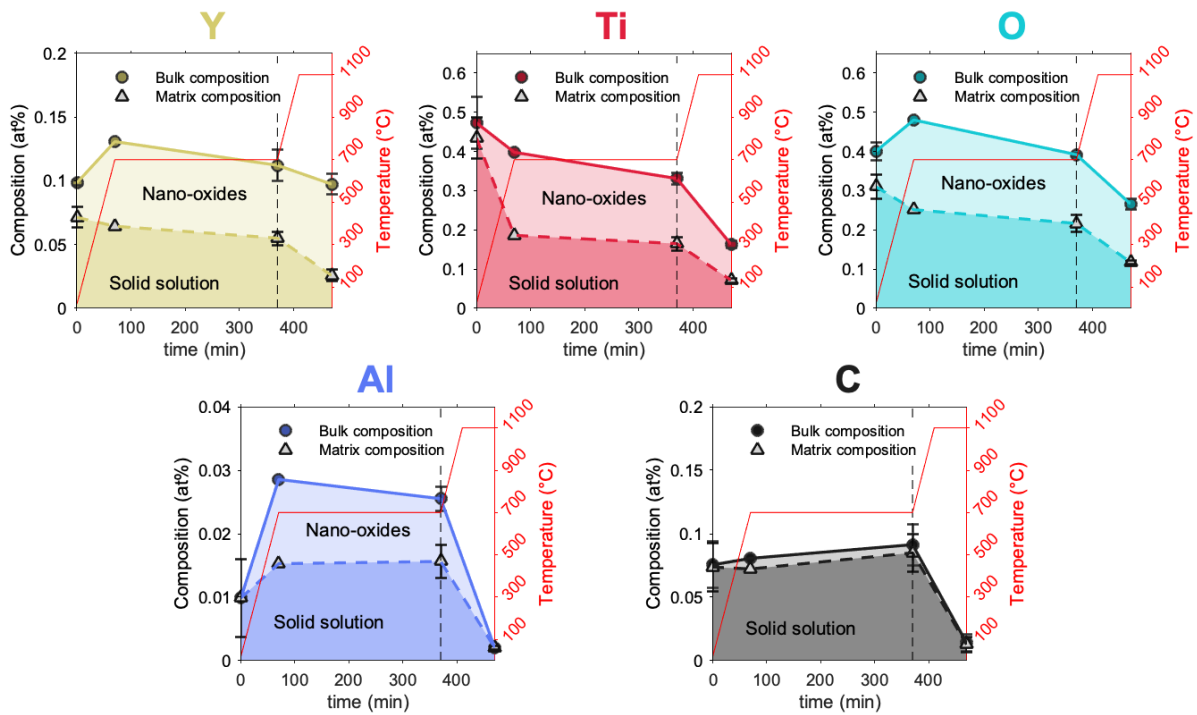 Y
Composition (at%)
0.2
0.15
0.1
0.05
0
Bulk composition
Matrix composition
Nano-oxides
Solid solution
1100
900
700
500
300
100
Temperature (°C)
0 100 200 300 400
time (min)
Ti
Composition (at%)
0.6
0.5
0.4
0.3
0.2
0.1
0
Bulk composition
Matrix composition
Nano-oxides
Solid solution
1100
900
700
500
300
100
Temperature (°C)
0 100 200 300 400
time (min)
O
Composition (at%)
0.6
0.5
0.4
0.3
0.2
0.1
0
Bulk composition
Matrix composition
Nano-oxides
Solid solution
1100
900
700
500
300
100
Temperature (°C)
0 100 200 300 400
time (min)
Al
Composition (at%)
0.04
0.03
0.02
0.01
0
Bulk composition
Matrix composition
Nano-oxides
Solid solution
1100
900
700
500
300
100
Temperature (°C)
0 100 200 300 400
time (min)
C
Composition (at%)
0.2
0.15
0.1
0.05
0
Bulk composition
Matrix composition
Solid solution
1100
900
700
500
300
100
Temperature (°C)
0 100 200 300 400
time (min)